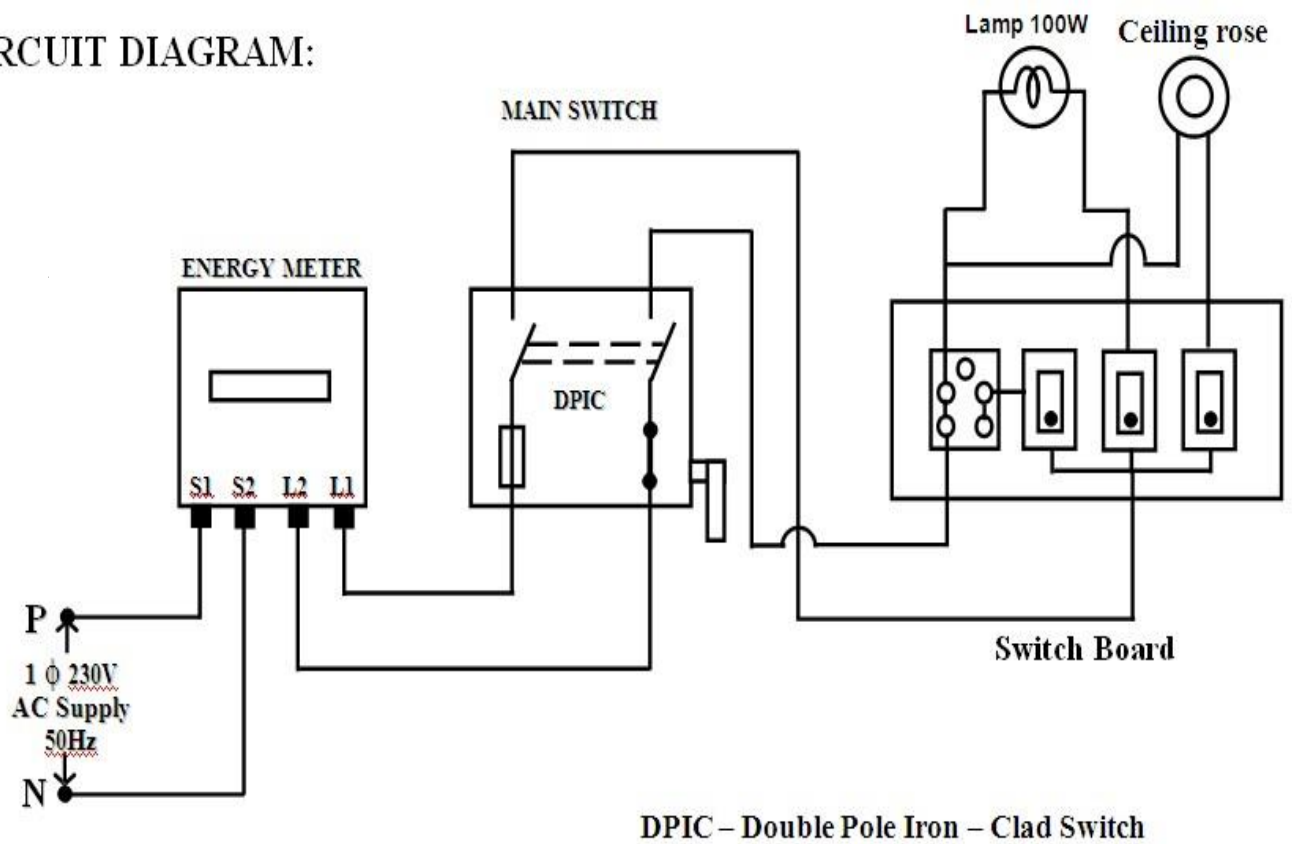 RCUIT DIAGRAM:
Lamp 100W
Ceiling rose
MAIN SWITCH
ENERGY METER
DPIC
S1 S2 L2 L1
P
1 ϕ 230V
AC Supply
50Hz
N
Switch Board
DPIC – Double Pole Iron – Clad Switch